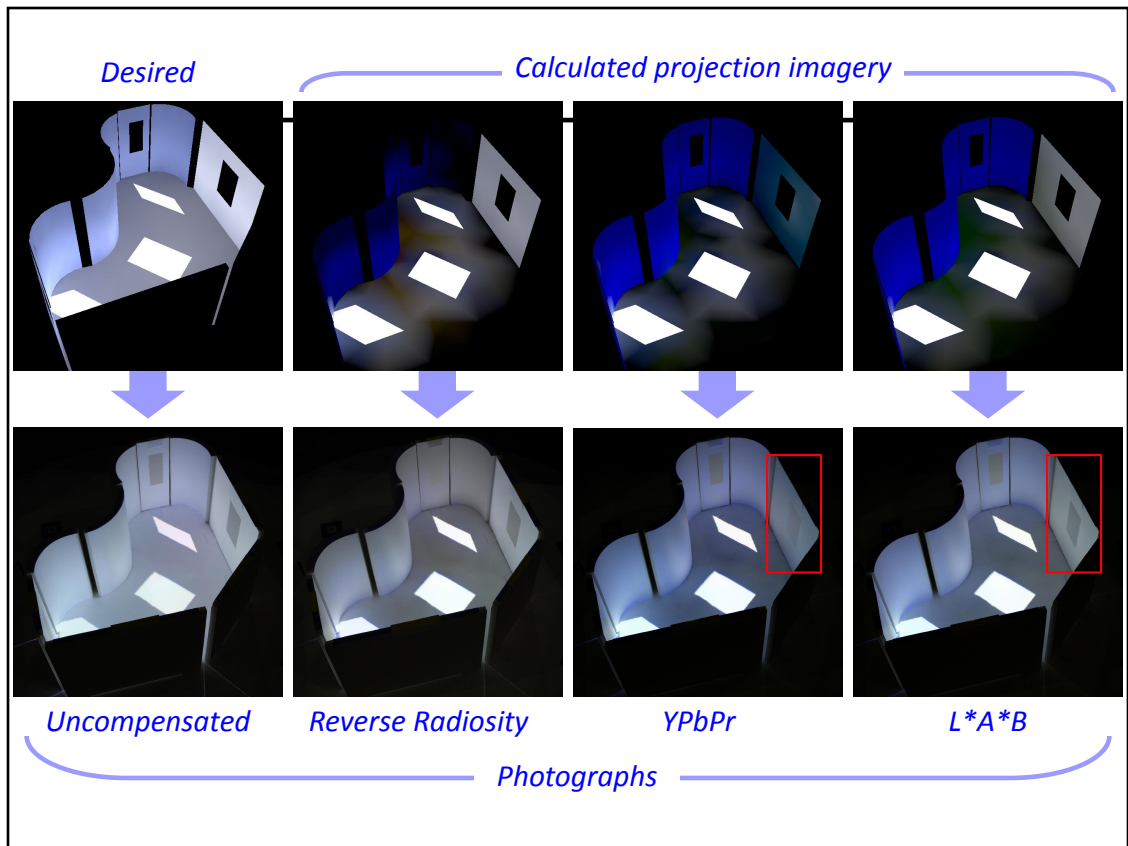 Desired
Calculated projection imagery
Uncompensated
Reverse Radiosity
YPbPr
L*A*B
Photographs